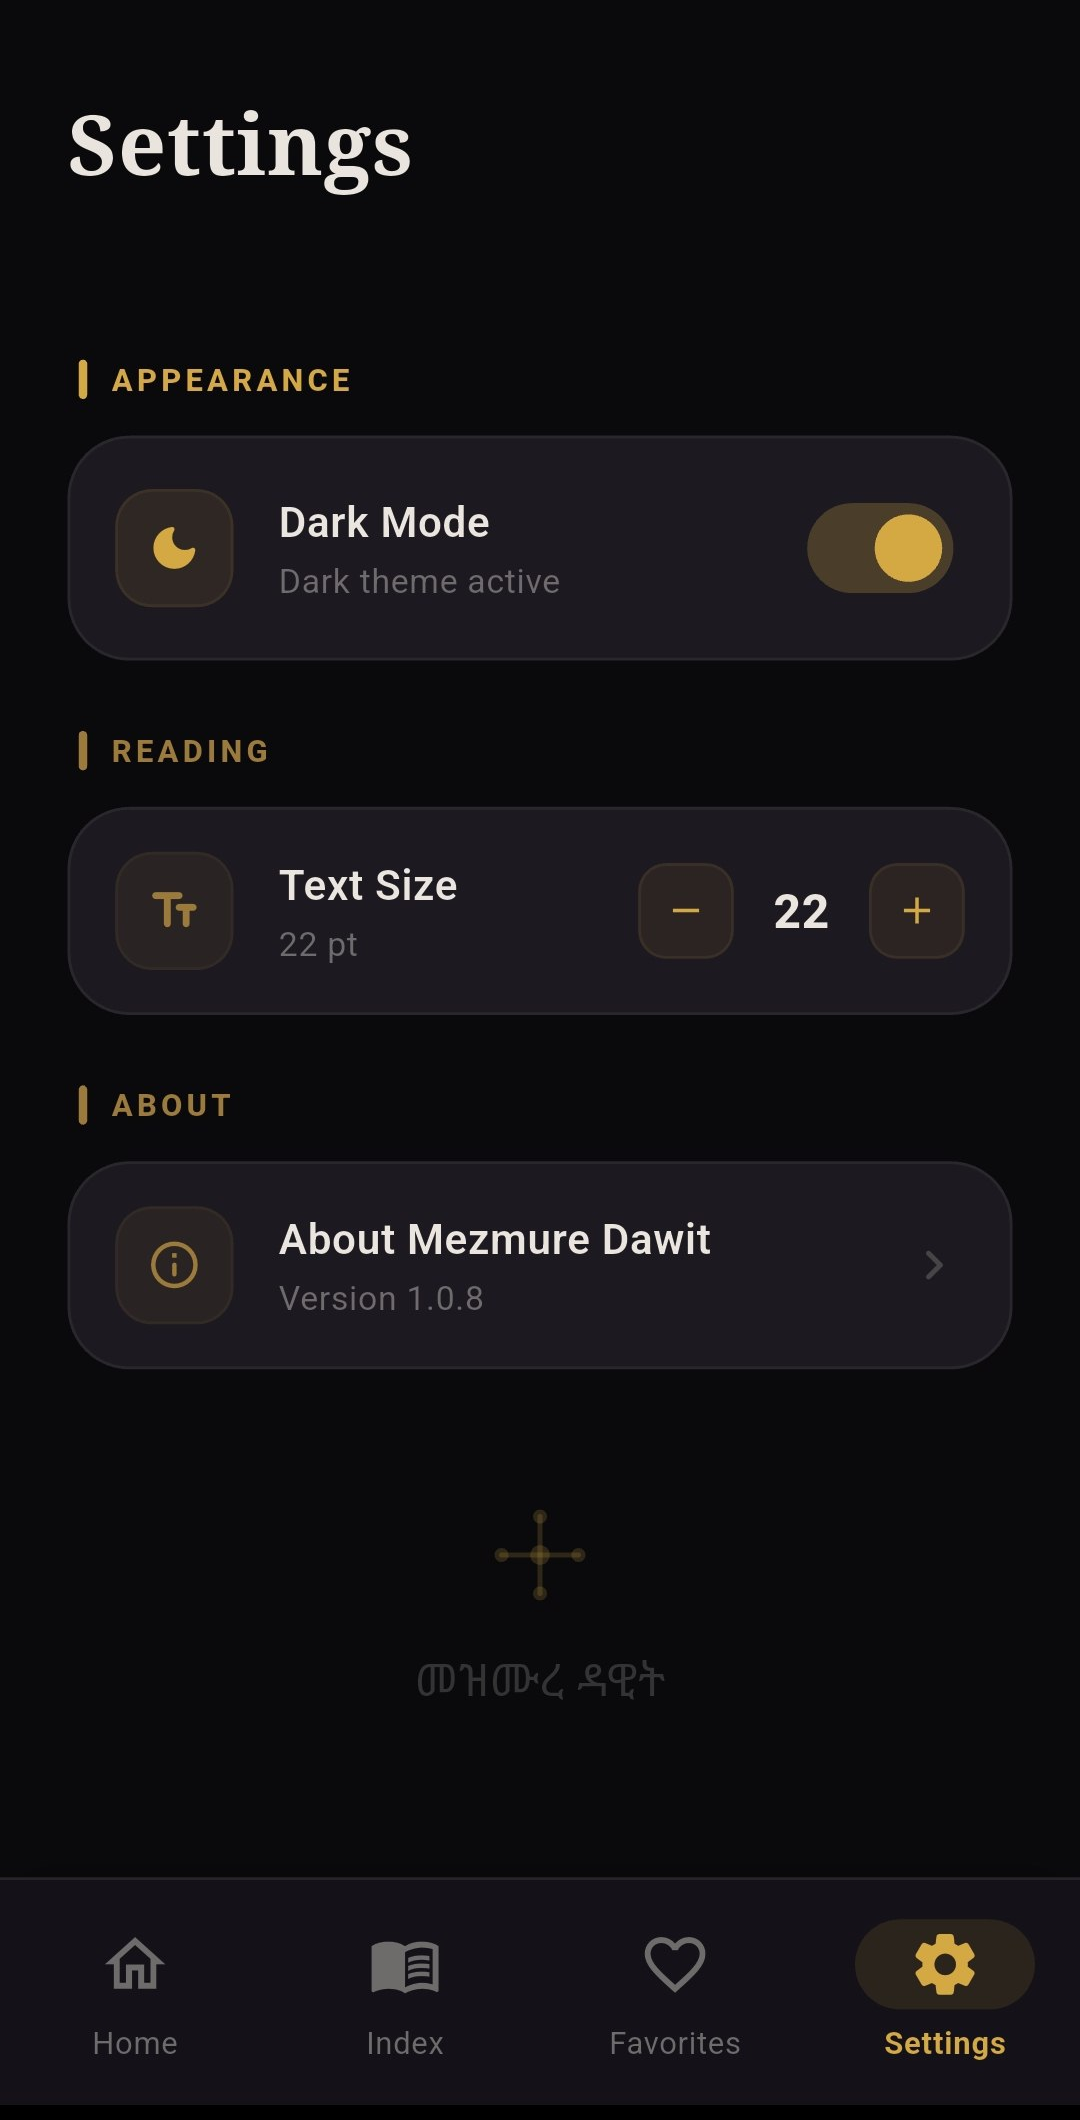 Settings
APPEARANCE
Dark Mode
Dark theme active
READING
Text Size
22 pt
22
ABOUT
About Mezmure Dawit
Version 1.0.8
መዝሙረ ዳዊት
Home
Index
Favorites
Settings